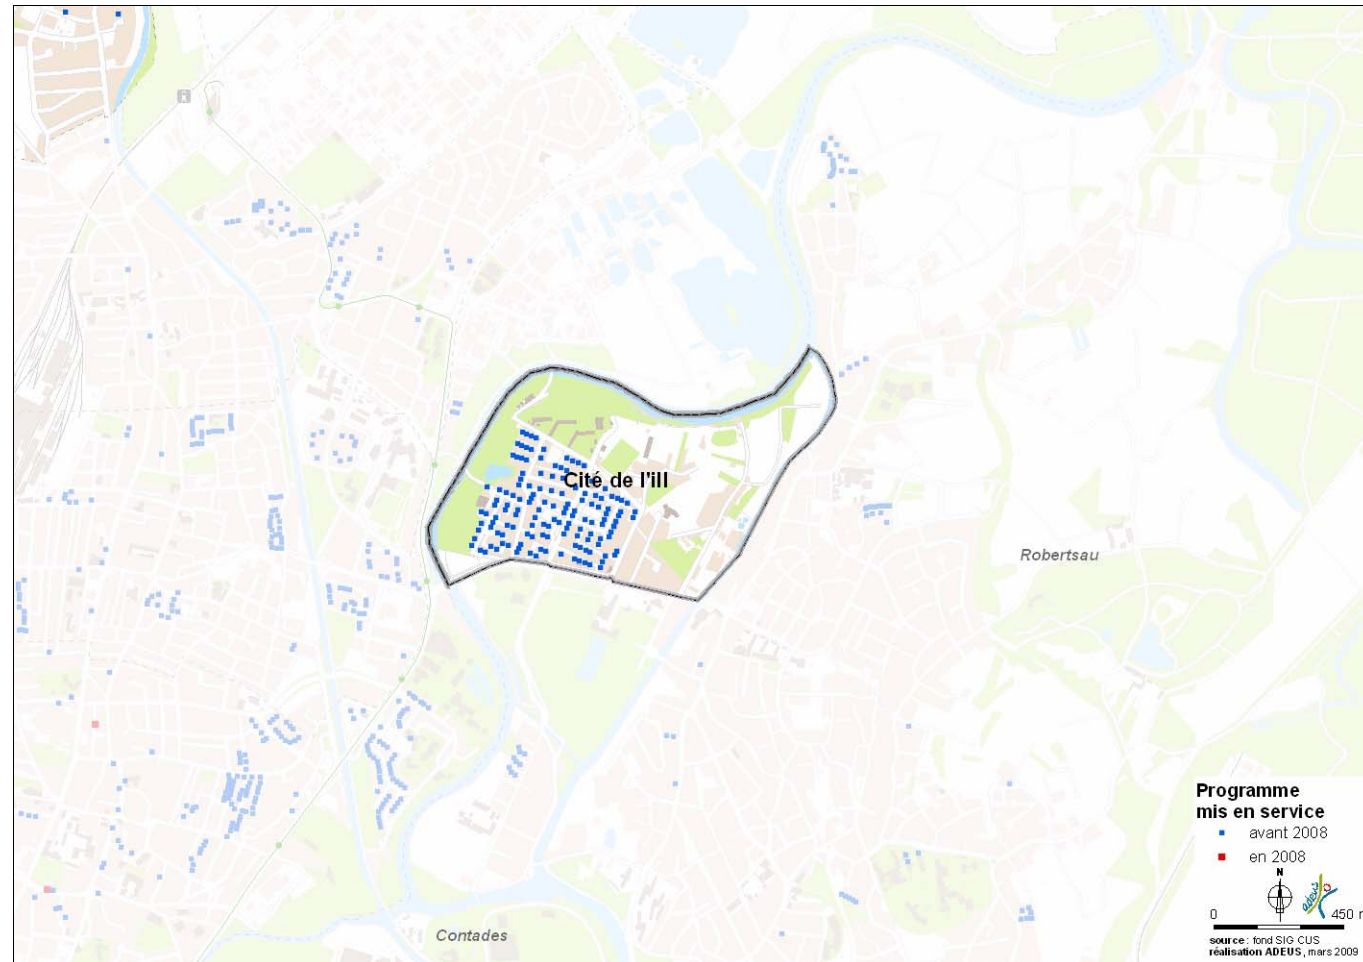 Cité de l'ill
Robertsau
Contades
Programme
mis en service
avant 2008
en 2008
N
adeus
0 450 m
source : fond SIG CUS
réalisation ADEUS, mars 2009